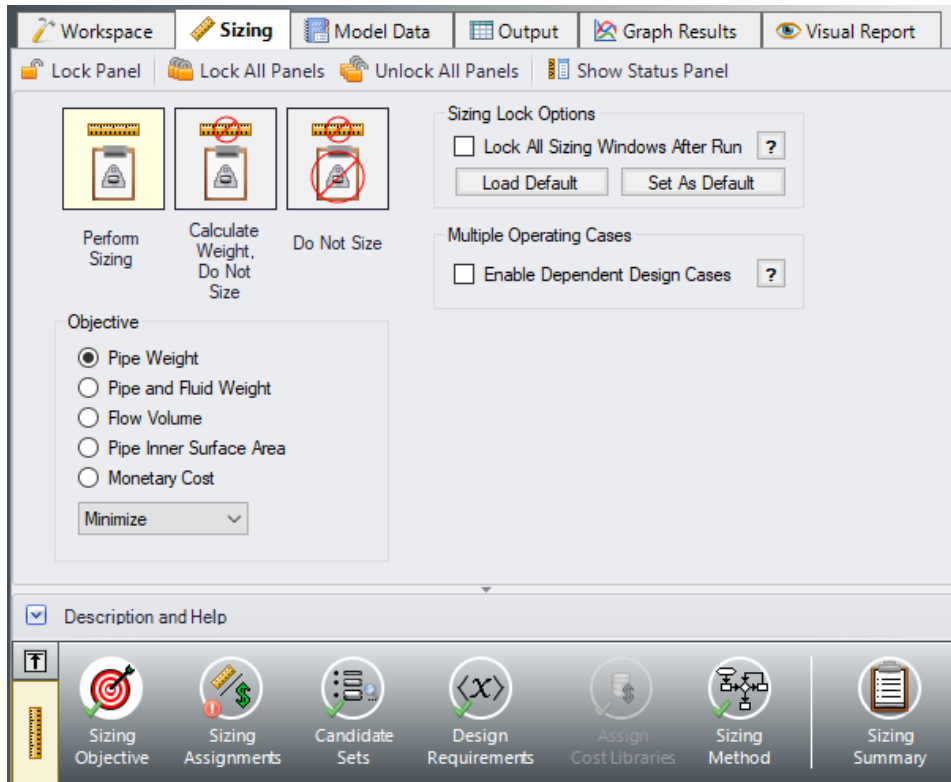 Workspace Sizing Model Data Output Graph Results Visual Report
Lock Panel Lock All Panels Unlock All Panels Show Status Panel
Perform
Sizing
Calculate
Weight,
Do Not
Size
Do Not Size
Sizing Lock Options
Lock All Sizing Windows After Run ?
Load Default Set As Default
Multiple Operating Cases
Enable Dependent Design Cases ?
Objective
Pipe Weight
Pipe and Fluid Weight
Flow Volume
Pipe Inner Surface Area
Monetary Cost
Minimize
Description and Help
Sizing
Objective
Sizing
Assignments
Candidate
Sets
Design
Requirements
Assign
Cost Libraries
Sizing
Method
Sizing
Summary